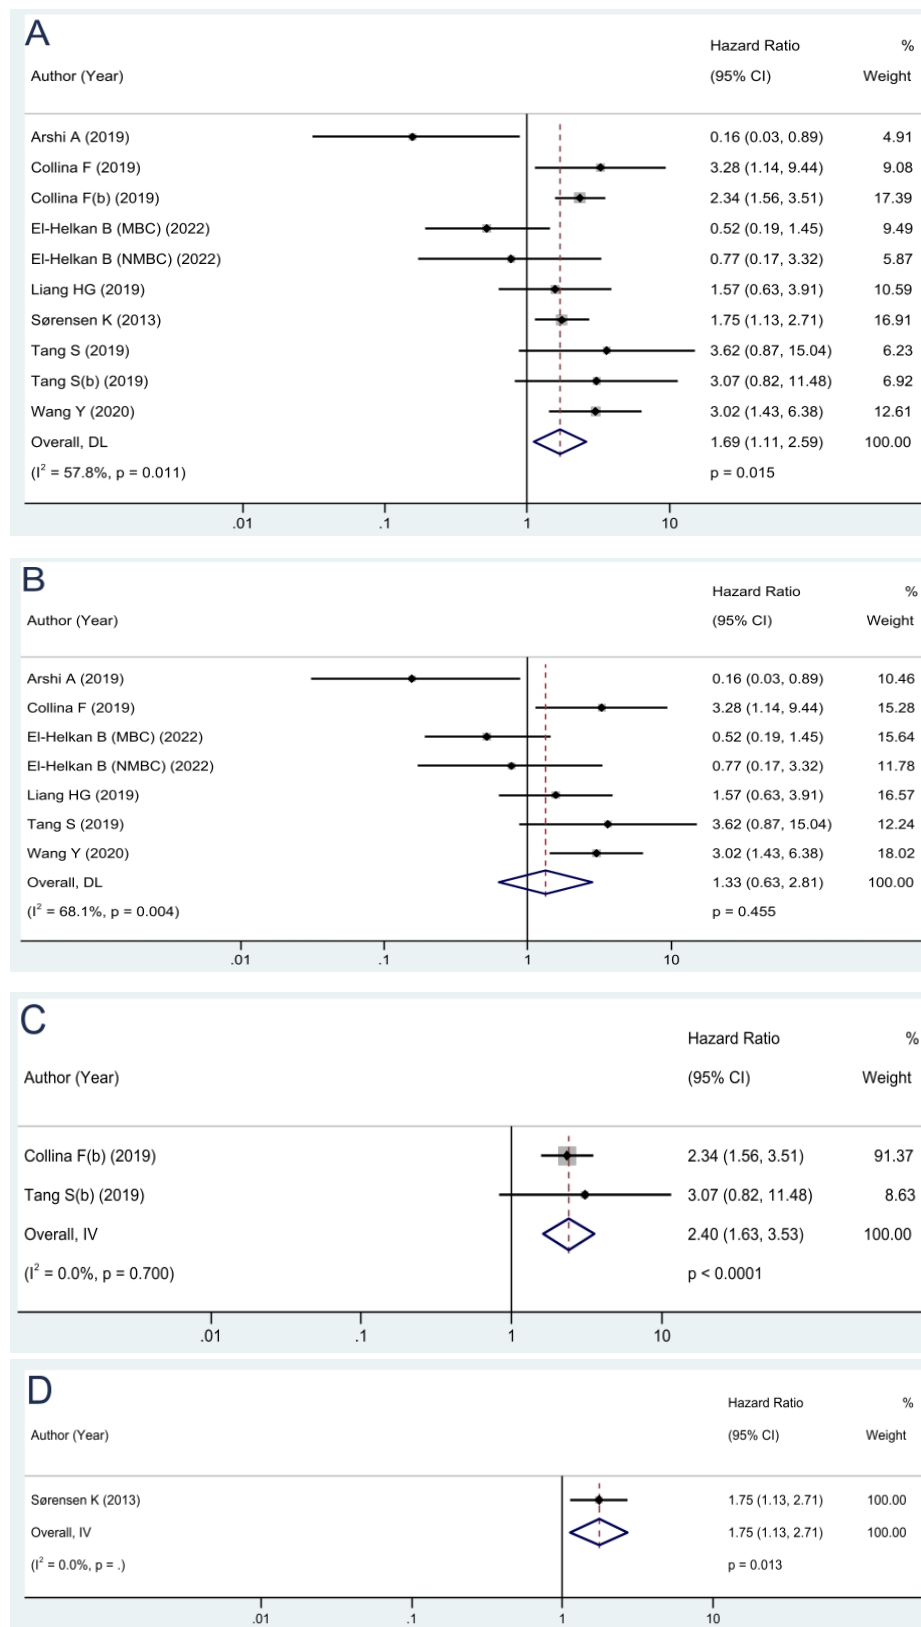 A
Hazard Ratio %
Author (Year) (95% CI) Weight
Arshi A (2019) 0.16 (0.03, 0.89) 4.91
Collina F (2019) 3.28 (1.14, 9.44) 9.08
Collina F(b) (2019) 2.34 (1.56, 3.51) 17.39
El-Helkan B (MBC) (2022) 0.52 (0.19, 1.45) 9.49
El-Helkan B (NMBC) (2022) 0.77 (0.17, 3.32) 5.87
Liang HG (2019) 1.57 (0.63, 3.91) 10.59
Sørensen K (2013) 1.75 (1.13, 2.71) 16.91
Tang S (2019) 3.62 (0.87, 15.04) 6.23
Tang S(b) (2019) 3.07 (0.82, 11.48) 6.92
Wang Y (2020) 3.02 (1.43, 6.38) 12.61
Overall, DL 1.69 (1.11, 2.59) 100.00
(I² = 57.8%, p = 0.011) p = 0.015
.01 .1 1 10
B
Hazard Ratio %
Author (Year) (95% CI) Weight
Arshi A (2019) 0.16 (0.03, 0.89) 10.46
Collina F (2019) 3.28 (1.14, 9.44) 15.28
El-Helkan B (MBC) (2022) 0.52 (0.19, 1.45) 15.64
El-Helkan B (NMBC) (2022) 0.77 (0.17, 3.32) 11.78
Liang HG (2019) 1.57 (0.63, 3.91) 16.57
Tang S (2019) 3.62 (0.87, 15.04) 12.24
Wang Y (2020) 3.02 (1.43, 6.38) 18.02
Overall, DL 1.33 (0.63, 2.81) 100.00
(I² = 68.1%, p = 0.004) p = 0.455
.01 .1 1 10
C
Hazard Ratio %
Author (Year) (95% CI) Weight
Collina F(b) (2019) 2.34 (1.56, 3.51) 91.37
Tang S(b) (2019) 3.07 (0.82, 11.48) 8.63
Overall, IV 2.40 (1.63, 3.53) 100.00
(I² = 0.0%, p = 0.700) p < 0.0001
.01 .1 1 10
D
Hazard Ratio %
Author (Year) (95% CI) Weight
Sørensen K (2013) 1.75 (1.13, 2.71) 100.00
Overall, IV 1.75 (1.13, 2.71) 100.00
(I² = 0.0%, p = .) p = 0.013
.01 .1 1 10